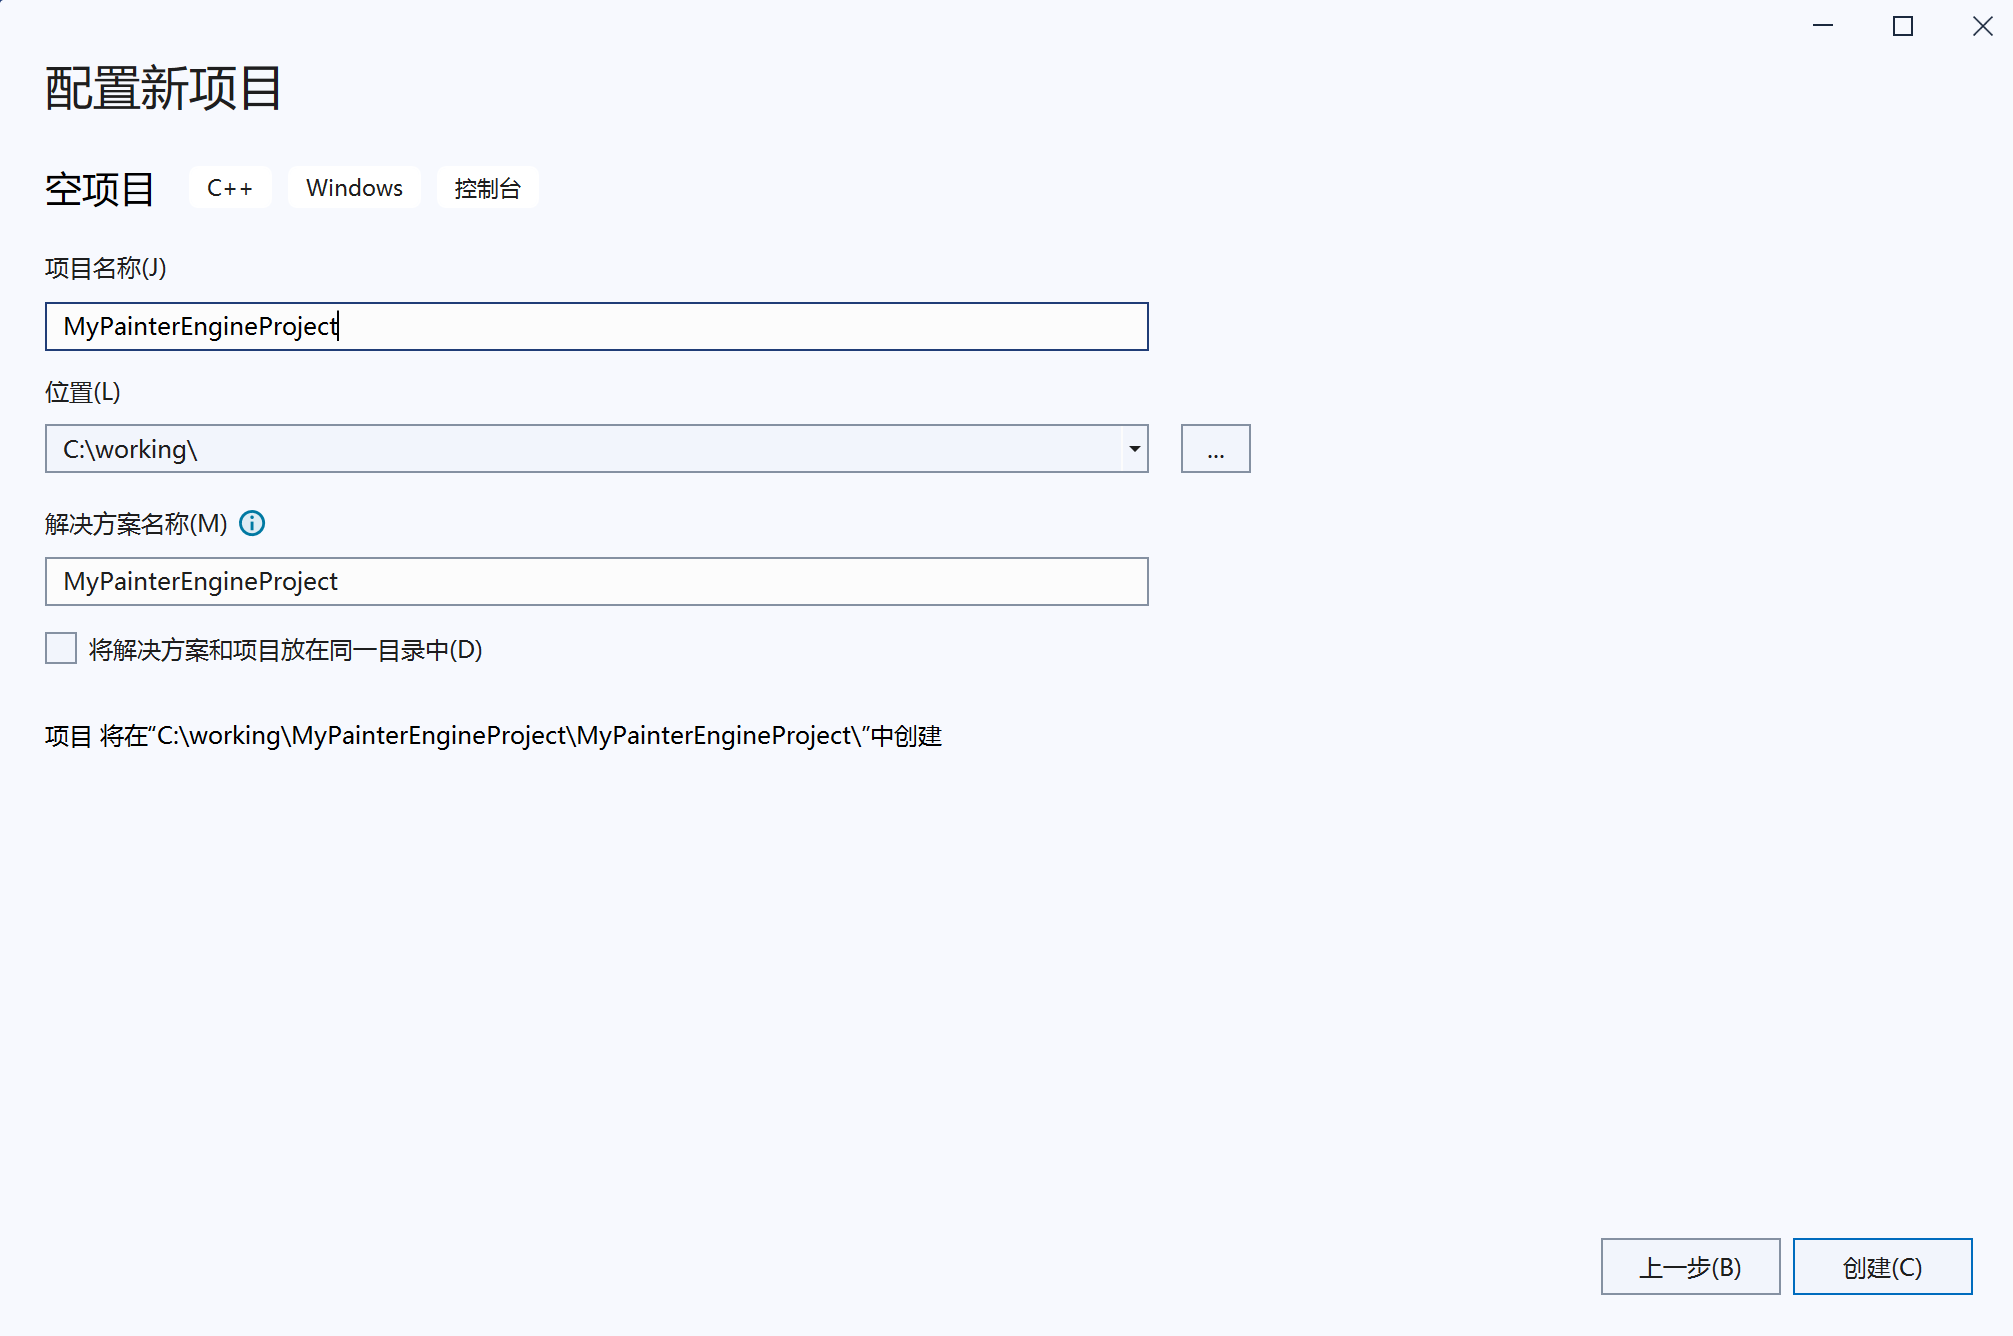 配置新项目
空项目 C++ Windows 控制台
项目名称(J)
MyPainterEngineProject
位置(L)
C:\working\
...
解决方案名称(M)
MyPainterEngineProject
将解决方案和项目放在同一目录中(D)
项目 将在“C:\working\MyPainterEngineProject\MyPainterEngineProject\”中创建
上一步(B) 创建(C)